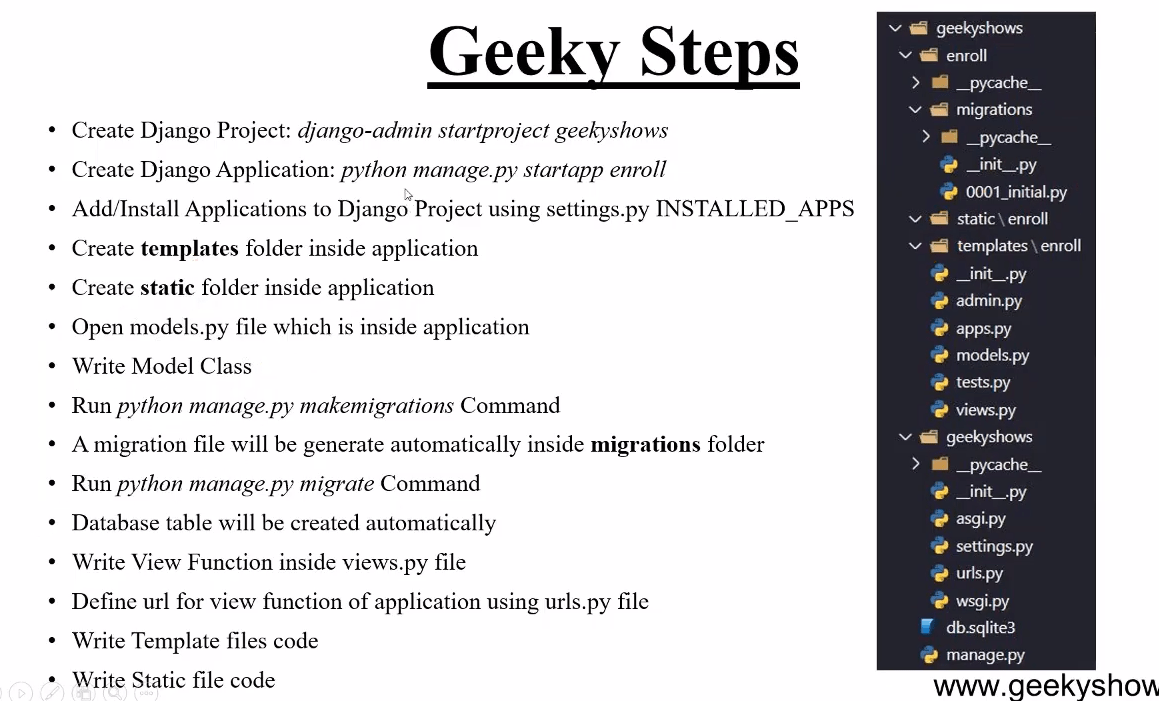 Geeky Steps
• Create Django Project: django-admin startproject geekyshows
• Create Django Application: python manage.py startapp enroll
• Add/Install Applications to Django Project using settings.py INSTALLED_APPS
• Create templates folder inside application
• Create static folder inside application
• Open models.py file which is inside application
• Write Model Class
• Run python manage.py makemigrations Command
• A migration file will be generate automatically inside migrations folder
• Run python manage.py migrate Command
• Database table will be created automatically
• Write View Function inside views.py file
• Define url for view function of application using urls.py file
• Write Template files code
• Write Static file code
geekyshows
enroll
__pycache__
migrations
__pycache__
__init__.py
0001_initial.py
static \ enroll
templates \ enroll
__init__.py
admin.py
apps.py
models.py
tests.py
views.py
geekyshows
__pycache__
__init__.py
asgi.py
settings.py
urls.py
wsgi.py
db.sqlite3
manage.py
www.geekyshow